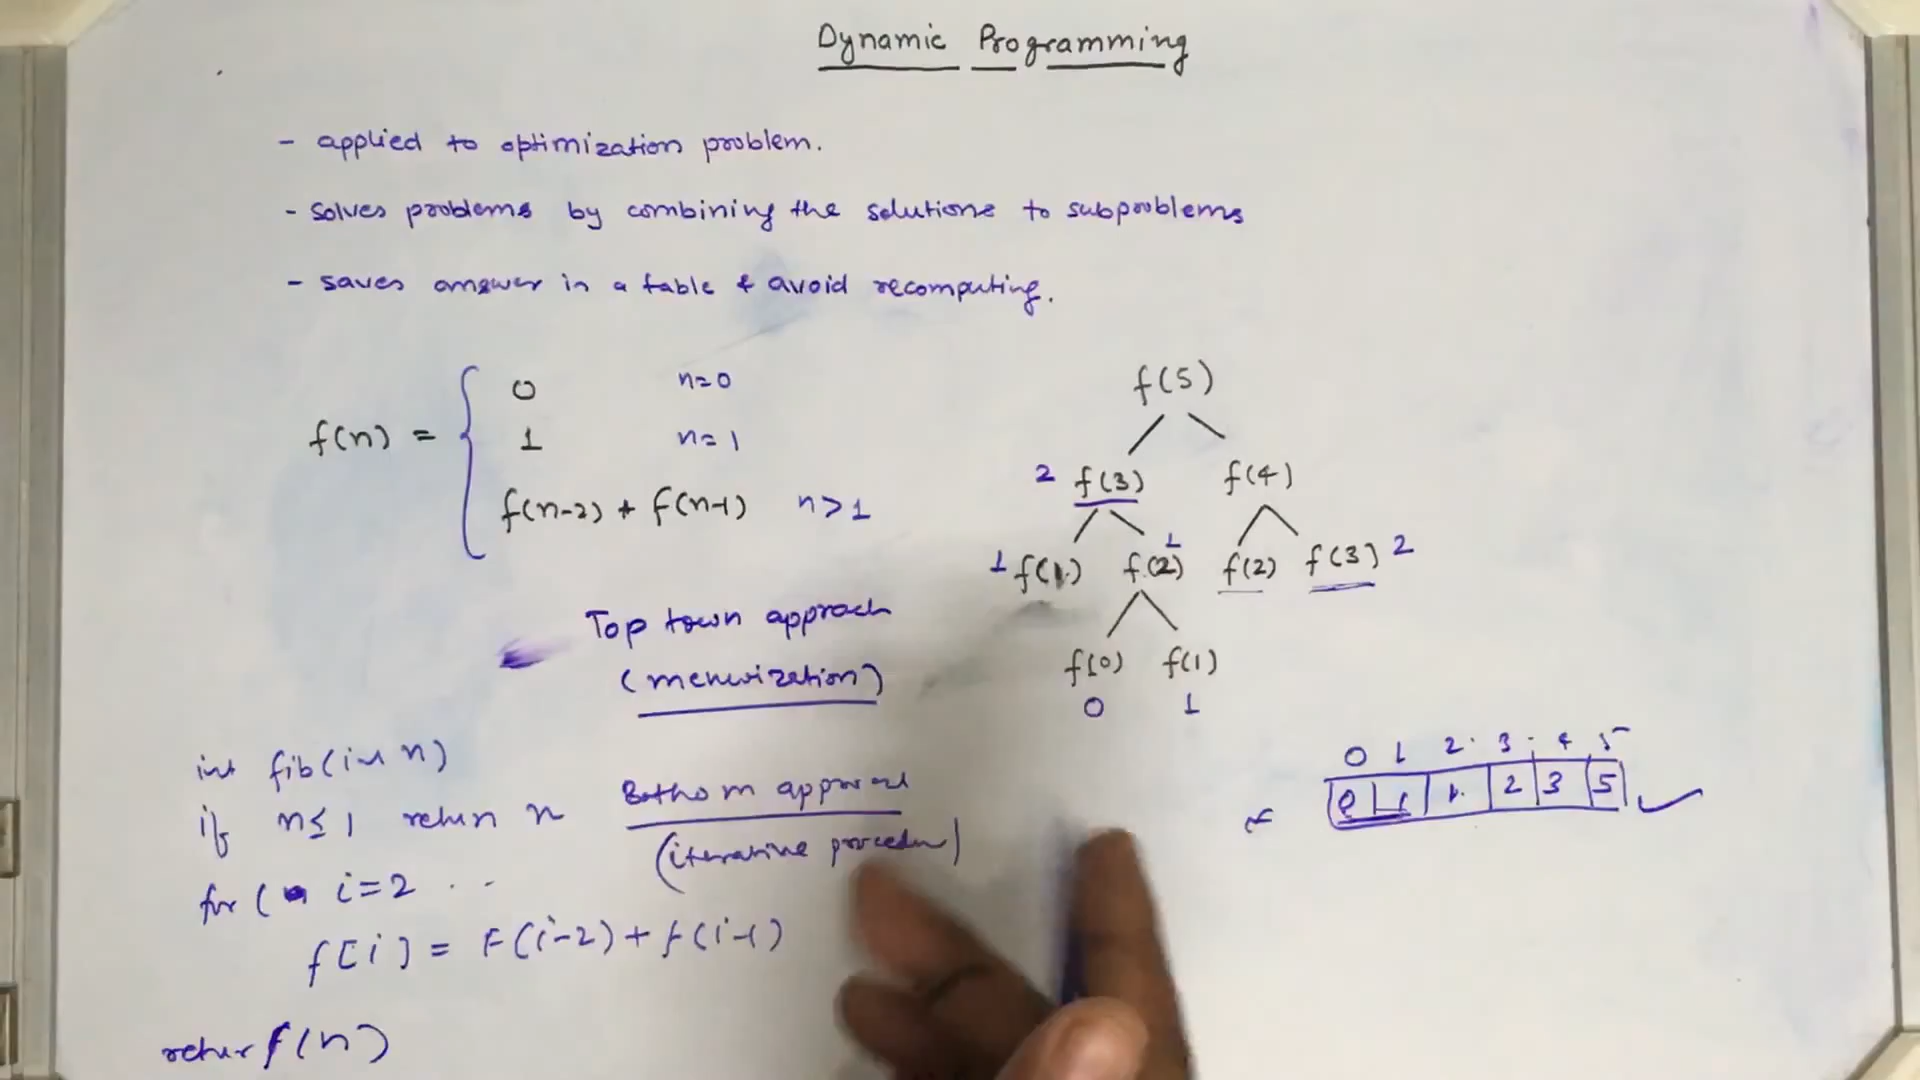 Dynamic Programming
- applied to optimization problem.
- solves problems by combining the solutions to subproblems
- saves answer in a table & avoid recomputing.
f(n) = {
0 n=0
1 n=1
f(n-2) + f(n-1) n>1
f(5)
2 f(3) f(4)
1 f(1) f(2) 1 f(2) f(3) 2
f(0) f(1)
0 1
Top town approach
(memorization)
int fib(int n)
if n≤1 return n
for ( i=2 ..
f[i] = F(i-2) + f(i-1)
return f(n)
Bottom approach
(iterative procedure)
0 1 2 3 4 5
f 0 1 1 2 3 5